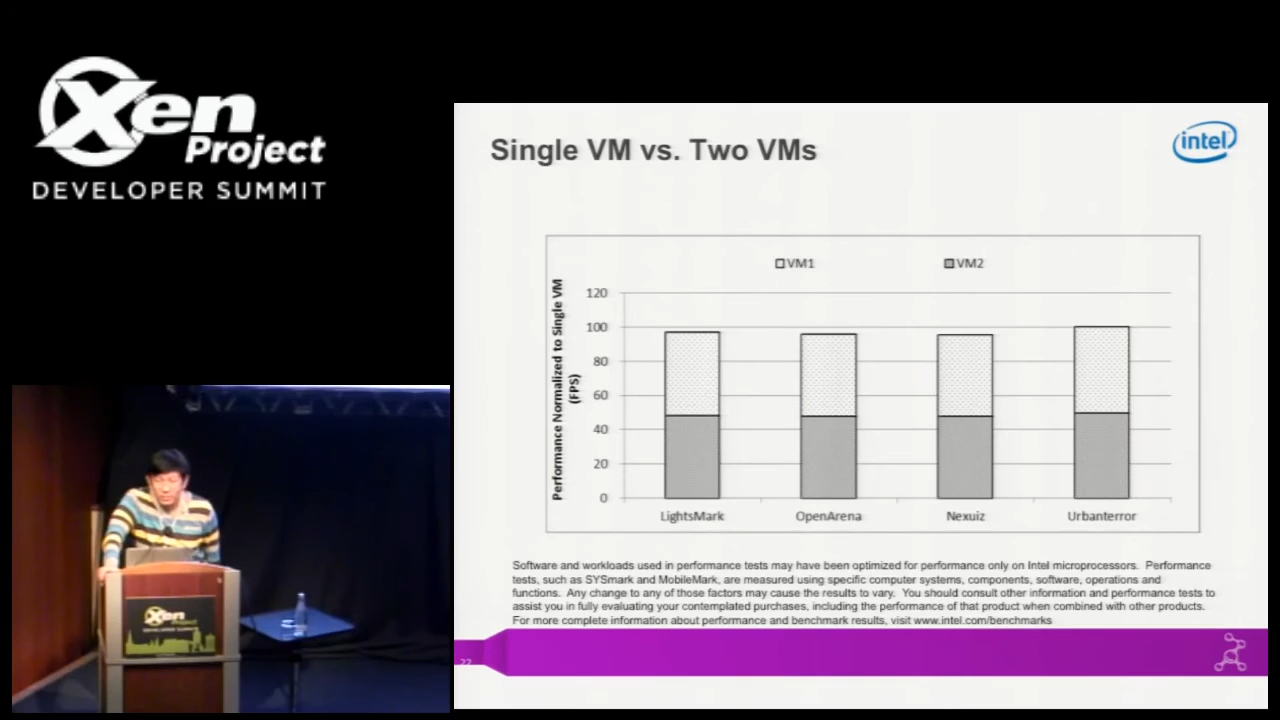 Xen
Project
DEVELOPER SUMMIT
Single VM vs. Two VMs
intel
VM1
VM2
Performance Normalized to Single VM
(FPS)
120
100
80
60
40
20
0
LightsMark
OpenArena
Nexuiz
Urbanterror
Software and workloads used in performance tests may have been optimized for performance only on Intel microprocessors. Performance
tests, such as SYSmark and MobileMark, are measured using specific computer systems, components, software, operations and
functions. Any change to any of those factors may cause the results to vary. You should consult other information and performance tests to
assist you in fully evaluating your contemplated purchases, including the performance of that product when combined with other products.
For more complete information about performance and benchmark results, visit www.intel.com/benchmarks
22
Xen
Project
DEVELOPER SUMMIT